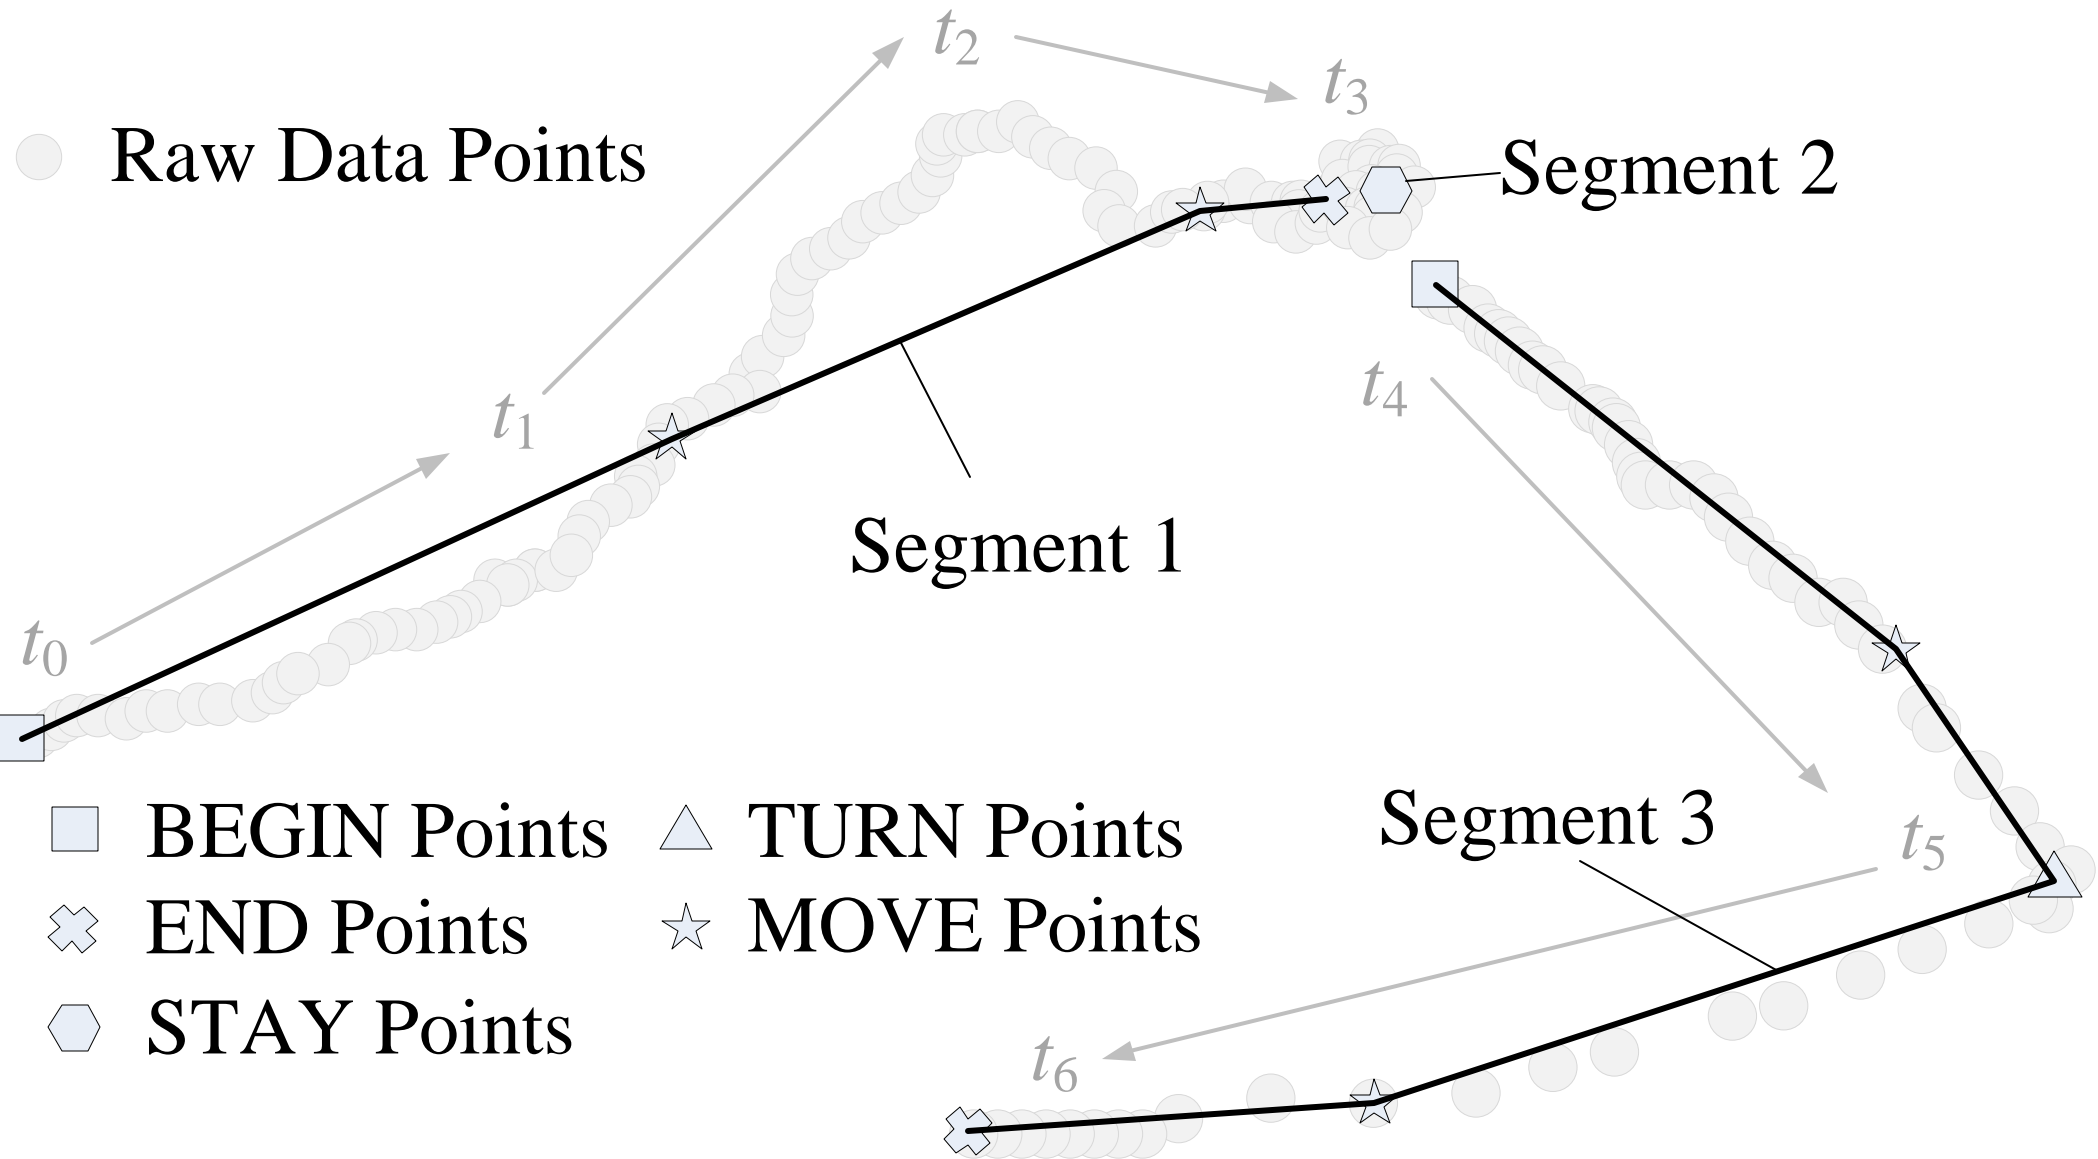 t2
t3
Raw Data Points
Segment 2
t4
t1
Segment 1
t0
BEGIN Points
TURN Points
Segment 3
t5
END Points
MOVE Points
STAY Points
t6